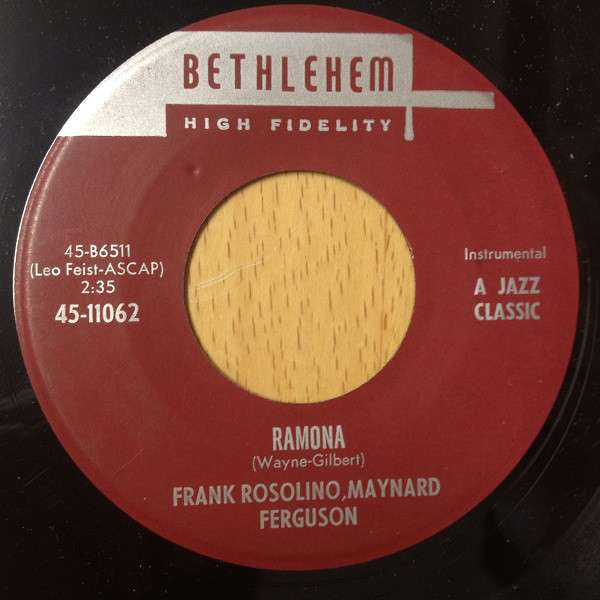 BETHLEHEM
HIGH FIDELITY
45-B6511
(Leo Feist-ASCAP)
2:35
45-11062
Instrumental
A JAZZ
CLASSIC
RAMONA
(Wayne-Gilbert)
FRANK ROSOLINO, MAYNARD
FERGUSON